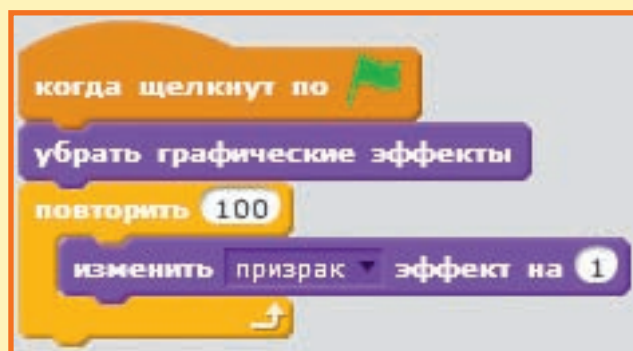 когда щелкнут по
убрать графические эффекты
повторить 100
изменить призрак эффект на 1